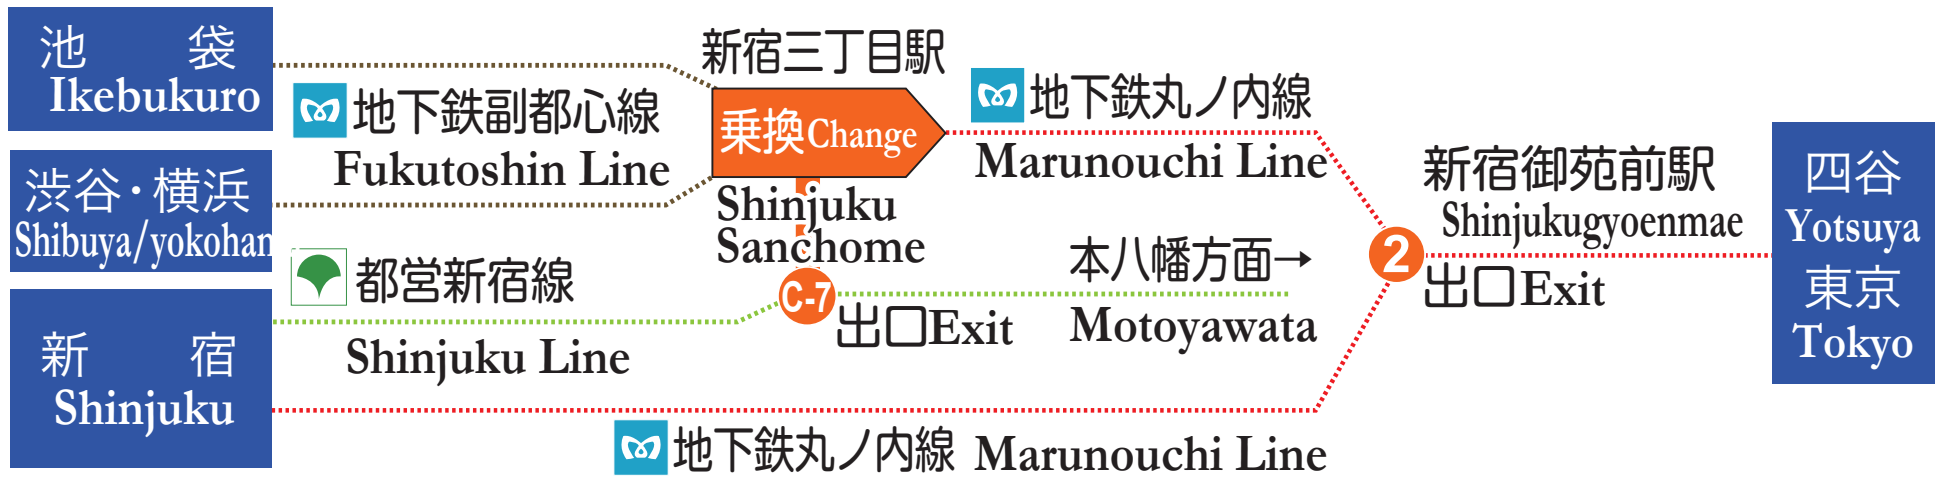 池 袋
Ikebukuro
渋谷・横浜
Shibuya/yokohan
新 宿
Shinjuku
地下鉄副都心線
Fukutoshin Line
都営新宿線
Shinjuku Line
新宿三丁目駅
乗換Change
Shinjuku
Sanchome
C-7
出口Exit
地下鉄丸ノ内線
Marunouchi Line
本八幡方面→
Motoyawata
地下鉄丸ノ内線 Marunouchi Line
新宿御苑前駅
Shinjukugyoenmae
2
出口Exit
四谷
Yotsuya
東京
Tokyo